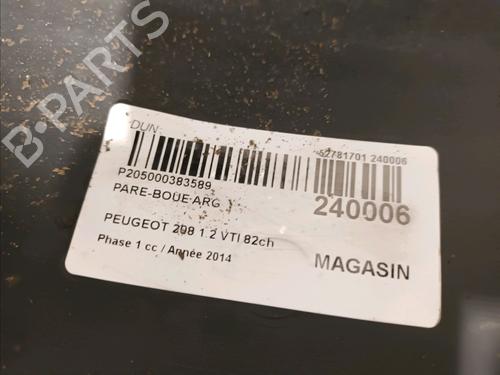 B-PARTS
DUN
52781701 240006
P205000383589
PARE-BOUE ARG
240006
PEUGEOT 208 1.2 VTI 82ch
Phase 1 cc / Année 2014
MAGASIN